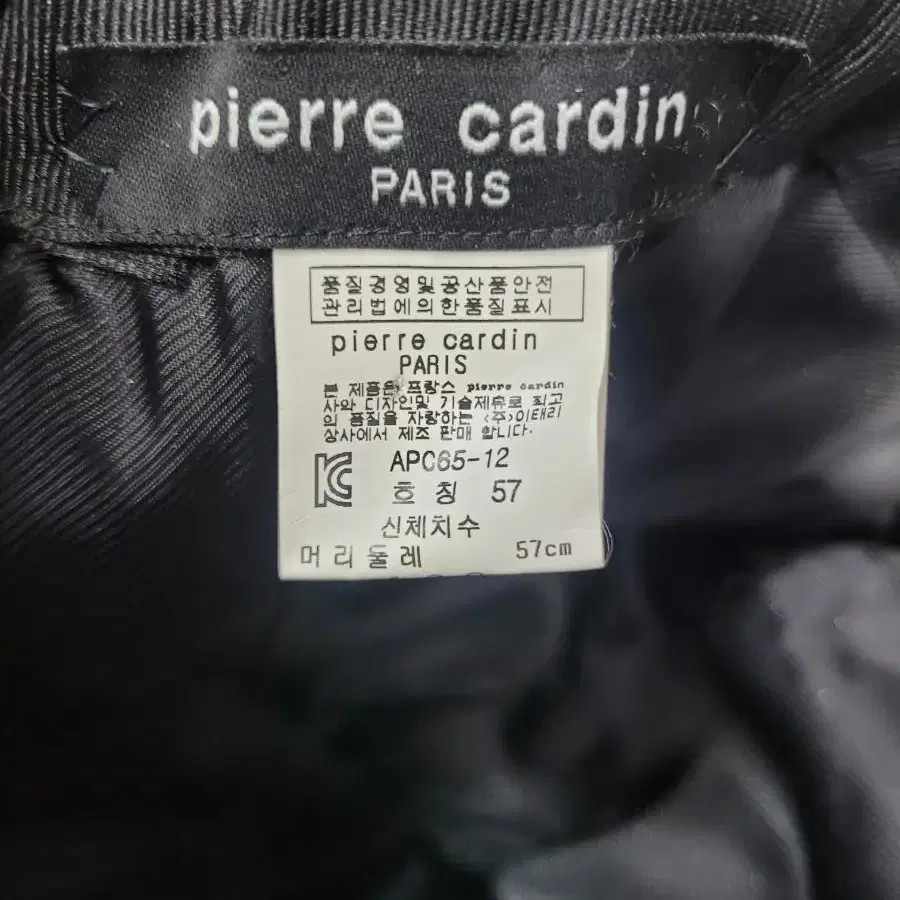 pierre cardin
PARIS
품질경영및공산품안전
관리법에의한품질표시
pierre cardin
PARIS
본 제품은 프랑스 pierre cardin
사와 디자인및 기술제휴로 최고
의 품질을 자랑하는 (주)이태리
상사에서 제조 판매 합니다.
APC65-12
호칭 57
신체치수
머리둘레 57cm